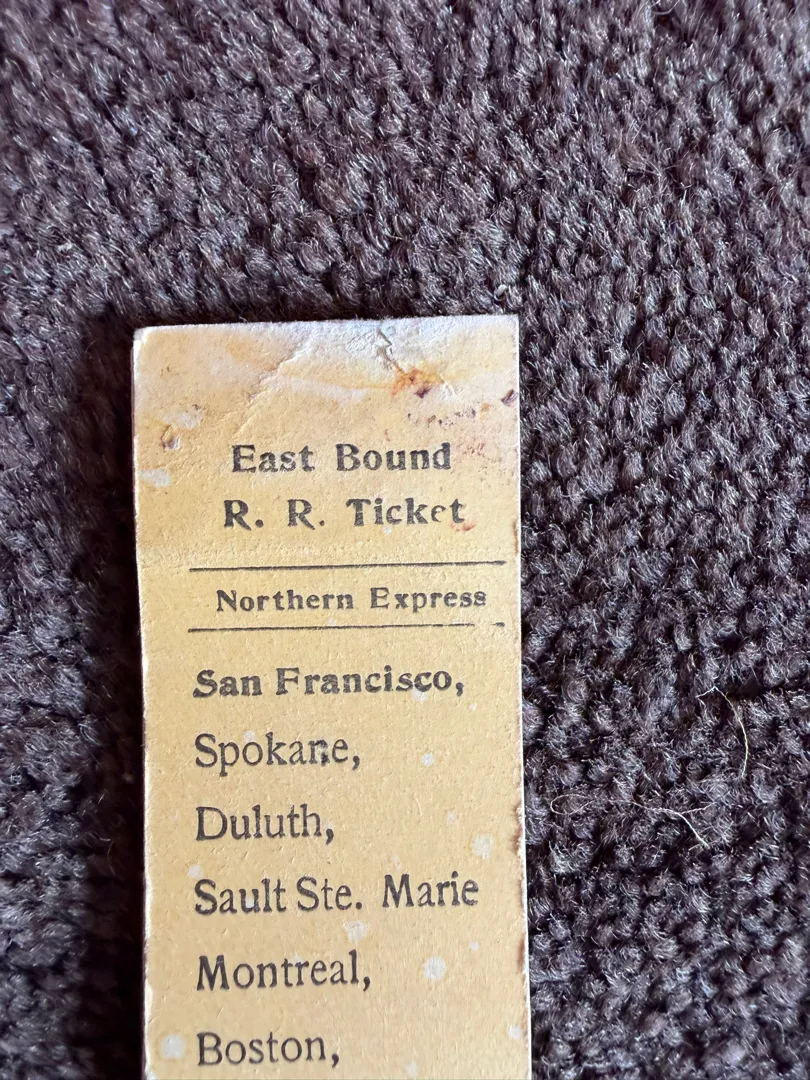 East Bound
R. R. Ticket
Northern Express
San Francisco,
Spokane,
Duluth,
Sault Ste. Marie
Montreal,
Boston,